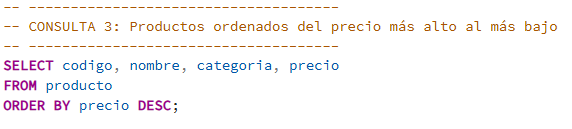 -- -------------------------------------
-- CONSULTA 3: Productos ordenados del precio más alto al más bajo
-- -------------------------------------
SELECT codigo, nombre, categoria, precio
FROM producto
ORDER BY precio DESC;